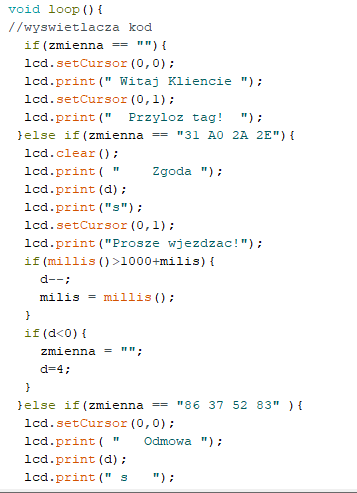 void loop(){
//wyswietlacza kod
  if(zmienna == ""){
  lcd.setCursor(0,0);
  lcd.print(" Witaj Kliencie ");
  lcd.setCursor(0,1);
  lcd.print("  Przyloz tag!  ");
 }else if(zmienna == "31 A0 2A 2E"){
  lcd.clear();
  lcd.print( "    Zgoda ");
  lcd.print(d);
  lcd.print("s");
  lcd.setCursor(0,1);
  lcd.print("Prosze wjezdzac!");
  if(millis()>1000+milis){
    d--;
    milis = millis();
  }
  if(d<0){
    zmienna = "";
    d=4;
  }
 }else if(zmienna == "86 37 52 83" ){
  lcd.setCursor(0,0);
  lcd.print( "   Odmowa ");
  lcd.print(d);
  lcd.print(" s   ");